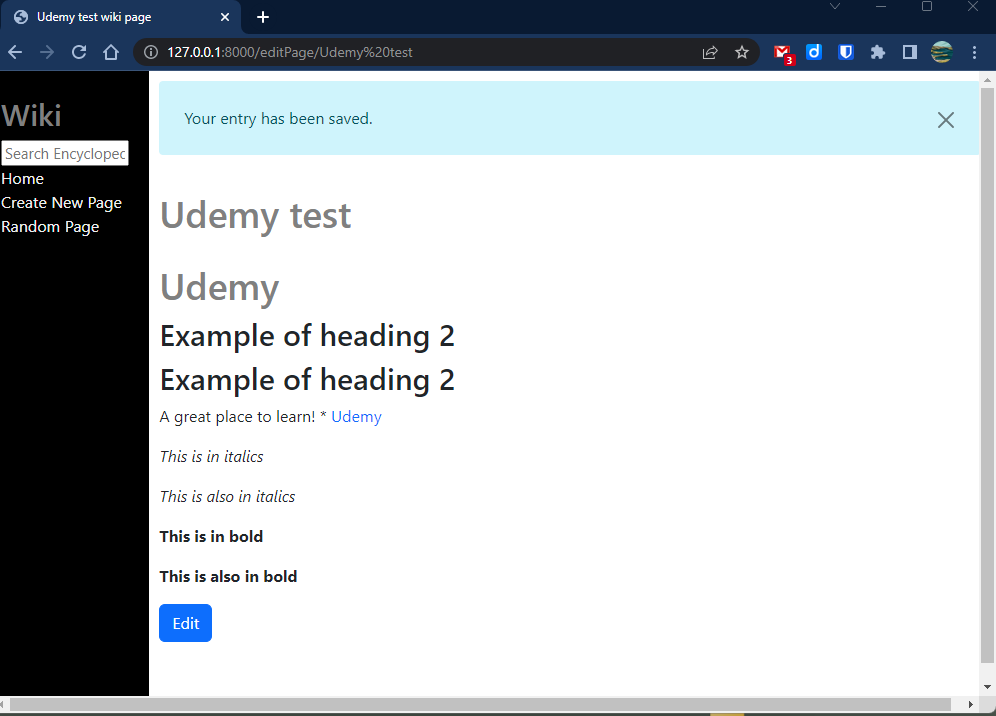 Udemy test wiki page
127.0.0.1:8000/editPage/Udemy%20test
3
Wiki
Search Encycloped
Home
Create New Page
Random Page
Your entry has been saved.
Udemy test
Udemy
Example of heading 2
Example of heading 2
A great place to learn! * Udemy
This is in italics
This is also in italics
This is in bold
This is also in bold
Edit